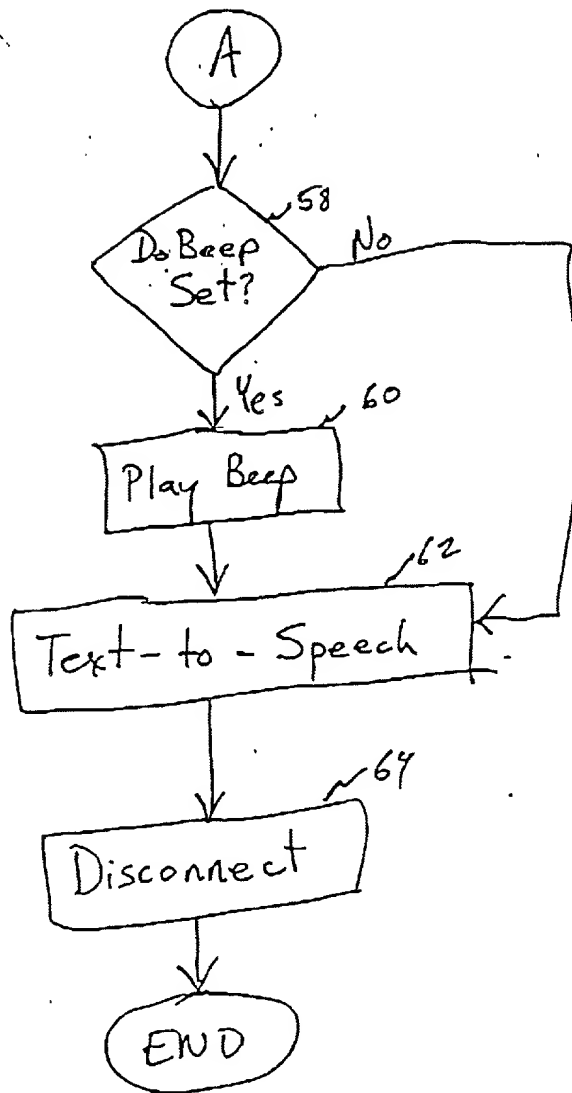 A
58
Do Beep
Set?
No
Yes
60
Play Beep
62
Text-to-Speech
64
Disconnect
END